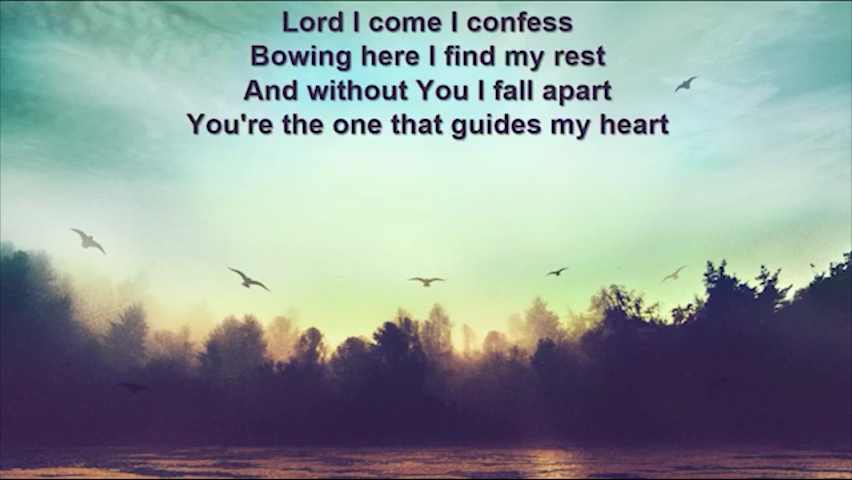 Lord I come I confess
Bowing here I find my rest
And without You I fall apart
You're the one that guides my heart